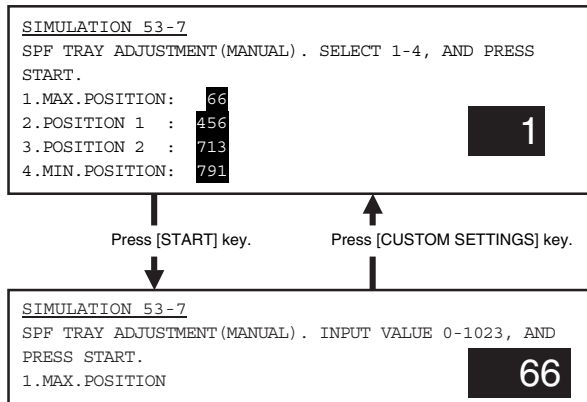 SIMULATION 53-7
SPF TRAY ADJUSTMENT(MANUAL). SELECT 1-4, AND PRESS
START.
1.MAX.POSITION: 66
2.POSITION 1 : 456
3.POSITION 2 : 713
4.MIN.POSITION: 791
1
Press [START] key.
Press [CUSTOM SETTINGS] key.
SIMULATION 53-7
SPF TRAY ADJUSTMENT(MANUAL). INPUT VALUE 0-1023, AND
PRESS START.
1.MAX.POSITION
66